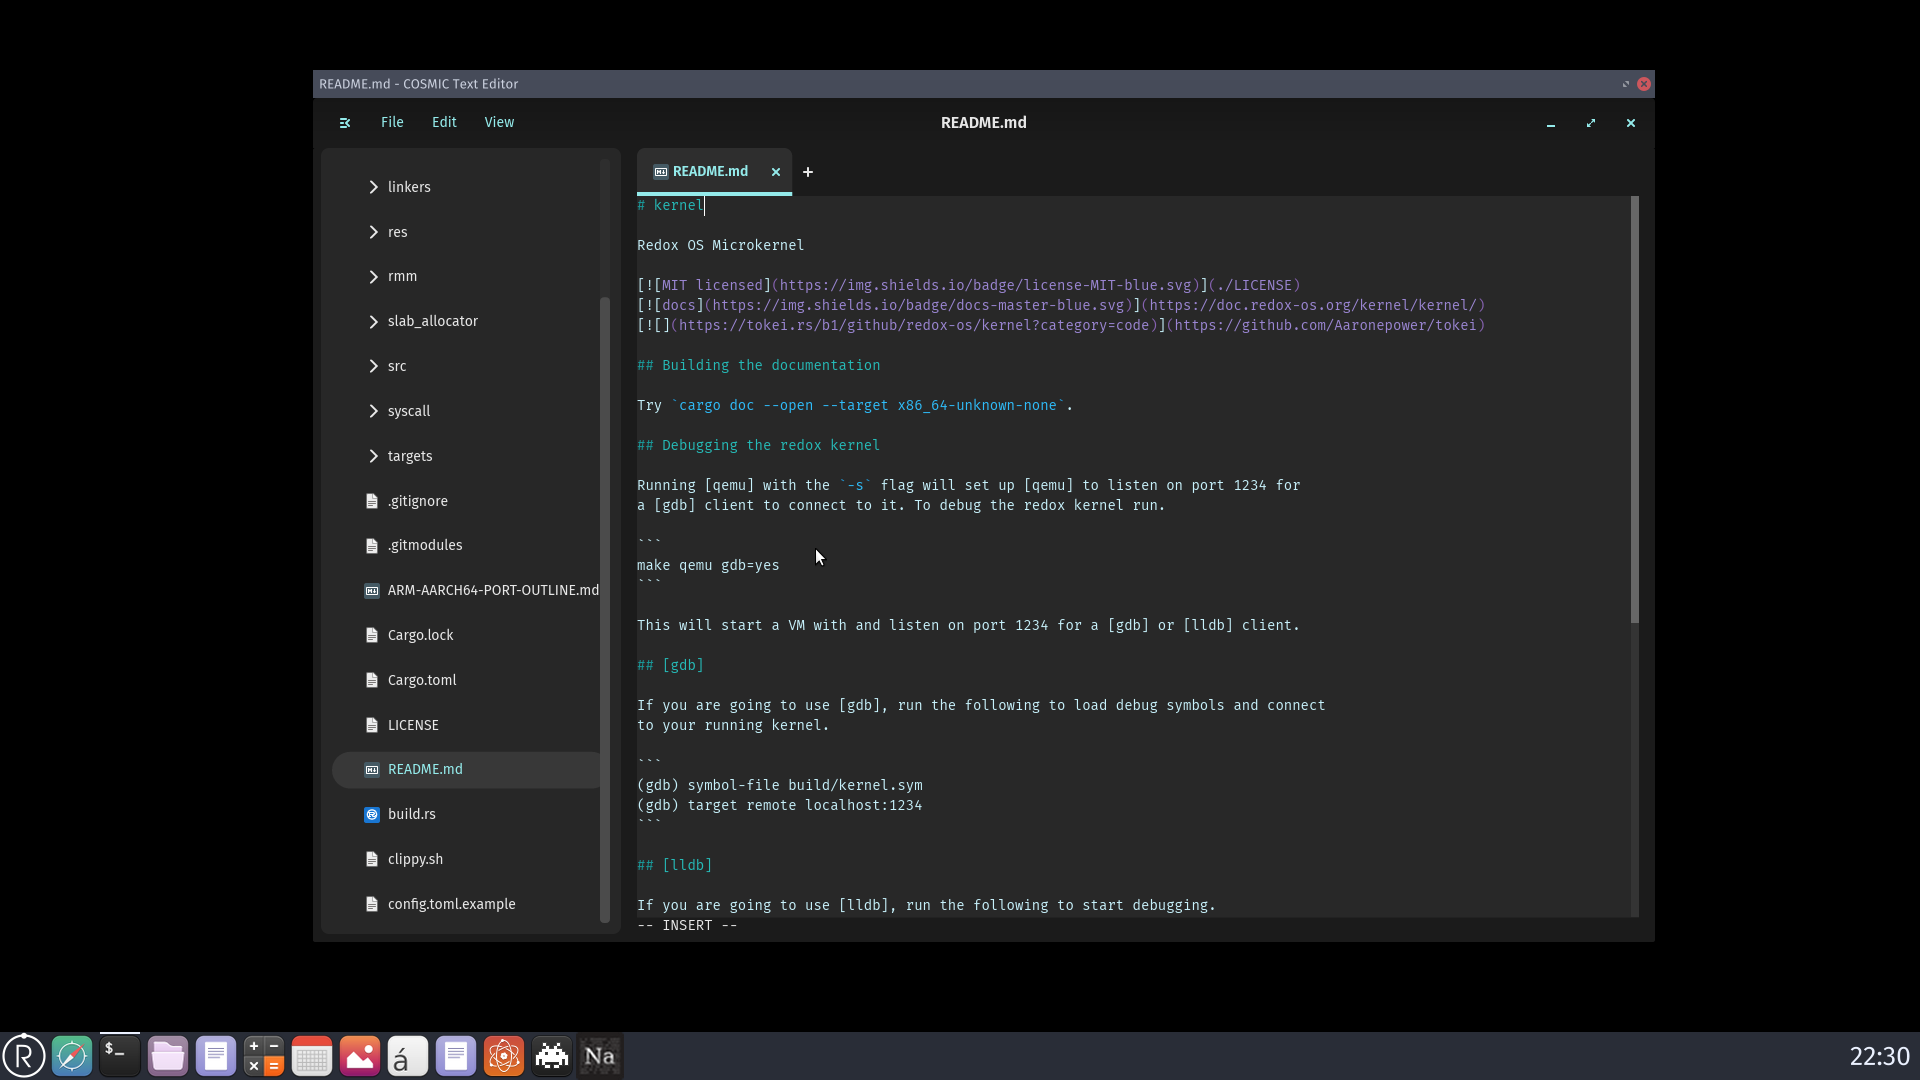 README.md - COSMIC Text Editor
File Edit View
README.md
linkers
res
rmm
slab_allocator
src
syscall
targets
.gitignore
.gitmodules
ARM-AARCH64-PORT-OUTLINE.md
Cargo.lock
Cargo.toml
LICENSE
README.md
build.rs
clippy.sh
config.toml.example
README.md
# kernel
Redox OS Microkernel
[![MIT licensed](https://img.shields.io/badge/license-MIT-blue.svg)](./LICENSE)
[![docs](https://img.shields.io/badge/docs-master-blue.svg)](https://doc.redox-os.org/kernel/kernel/)
[![](https://tokei.rs/b1/github/redox-os/kernel?category=code)](https://github.com/Aaronepower/tokei)
## Building the documentation
Try `cargo doc --open --target x86_64-unknown-none`.
## Debugging the redox kernel
Running [qemu] with the `-s` flag will set up [qemu] to listen on port 1234 for
a [gdb] client to connect to it. To debug the redox kernel run.
```
make qemu gdb=yes
```
This will start a VM with and listen on port 1234 for a [gdb] or [lldb] client.
## [gdb]
If you are going to use [gdb], run the following to load debug symbols and connect
to your running kernel.
```
(gdb) symbol-file build/kernel.sym
(gdb) target remote localhost:1234
```
## [lldb]
If you are going to use [lldb], run the following to start debugging.
-- INSERT --
R
$_
á
Na
22:30